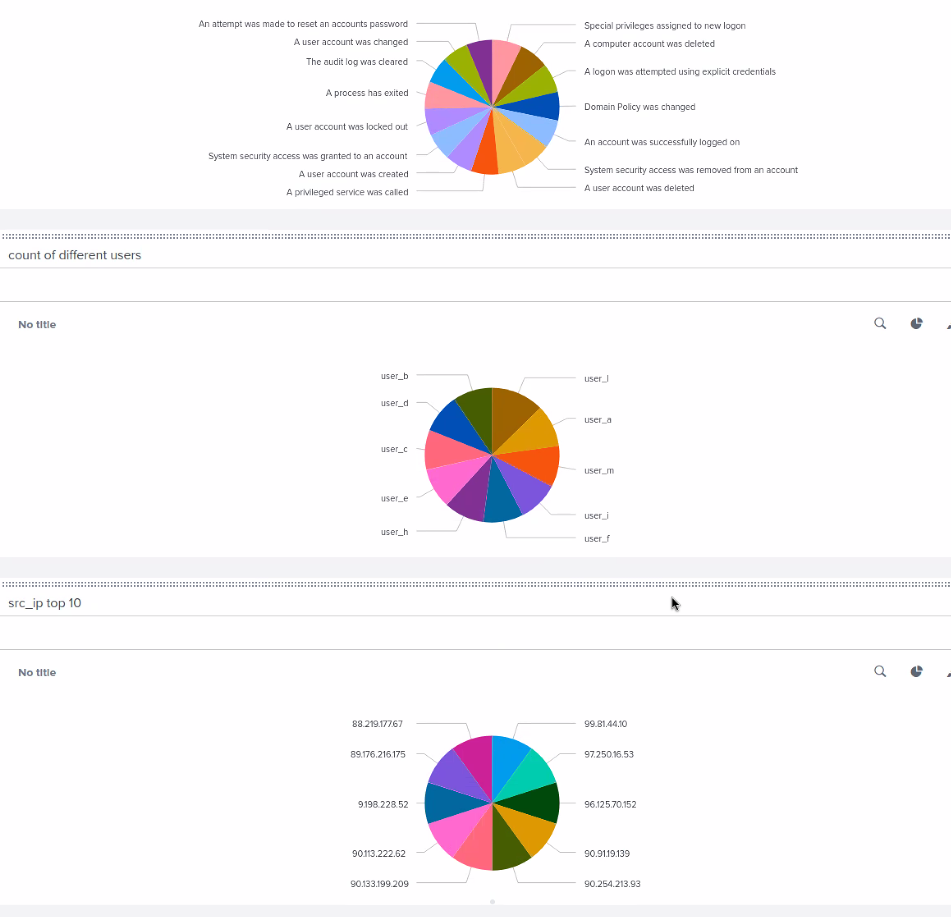 An attempt was made to reset an accounts password
A user account was changed
The audit log was cleared
A process has exited
A user account was locked out
System security access was granted to an account
A user account was created
A privileged service was called
Special privileges assigned to new logon
A computer account was deleted
A logon was attempted using explicit credentials
Domain Policy was changed
An account was successfully logged on
System security access was removed from an account
A user account was deleted
count of different users
No title
user_b
user_d
user_c
user_e
user_h
user_l
user_a
user_m
user_i
user_f
src_ip top 10
No title
88.219.177.67
89.176.216.175
9.198.228.52
90.113.222.62
90.133.199.209
99.81.44.10
97.250.16.53
96.125.70.152
90.91.19.139
90.254.213.93